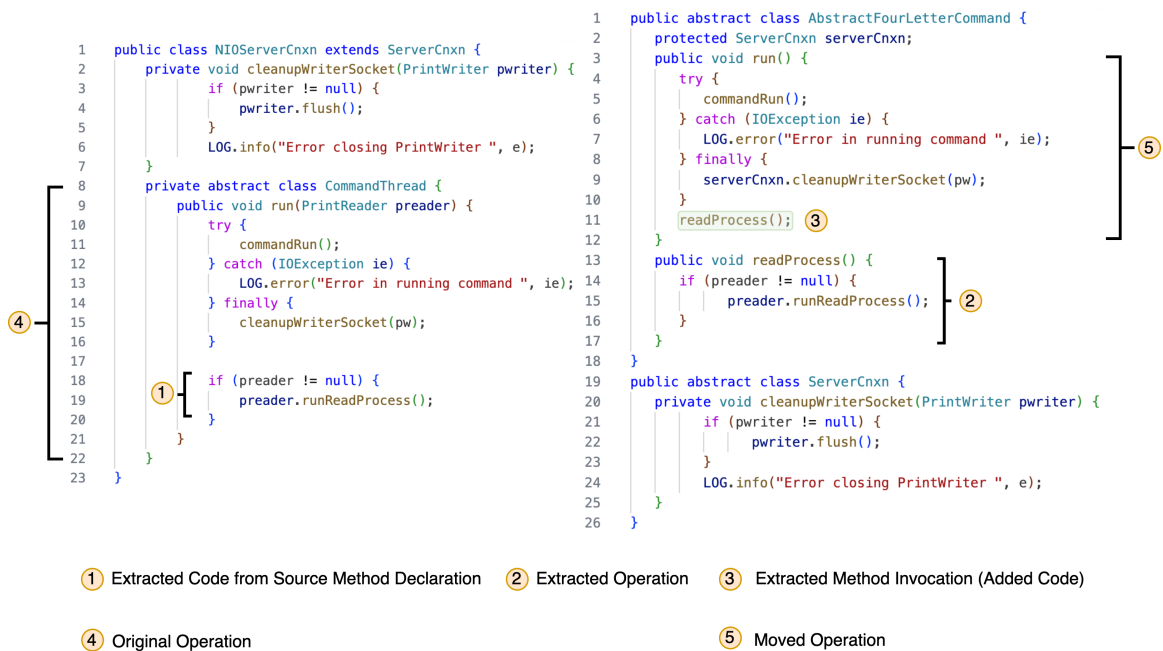 1 public class NIOServerCnxn extends ServerCnxn {
2 private void cleanupWriterSocket(PrintWriter pwriter) {
3 if (pwriter != null) {
4 pwriter.flush();
5 }
6 LOG.info("Error closing PrintWriter ", e);
7 }
8 private abstract class CommandThread {
9 public void run(PrintReader preader) {
10 try {
11 commandRun();
12 } catch (IOException ie) {
13 LOG.error("Error in running command ", ie);
14 } finally {
15 cleanupWriterSocket(pw);
16 }
17
18 if (preader != null) {
19 preader.runReadProcess();
20 }
21 }
22 }
23 }
4
1
1 public abstract class AbstractFourLetterCommand {
2 protected ServerCnxn serverCnxn;
3 public void run() {
4 try {
5 commandRun();
6 } catch (IOException ie) {
7 LOG.error("Error in running command ", ie);
8 } finally {
9 serverCnxn.cleanupWriterSocket(pw);
10 }
11 readProcess(); 3
12 }
13 public void readProcess() {
14 if (preader != null) {
15 preader.runReadProcess();
16 }
17 }
18 }
19 public abstract class ServerCnxn {
20 private void cleanupWriterSocket(PrintWriter pwriter) {
21 if (pwriter != null) {
22 pwriter.flush();
23 }
24 LOG.info("Error closing PrintWriter ", e);
25 }
26 }
5
2
1 Extracted Code from Source Method Declaration
2 Extracted Operation
3 Extracted Method Invocation (Added Code)
4 Original Operation
5 Moved Operation